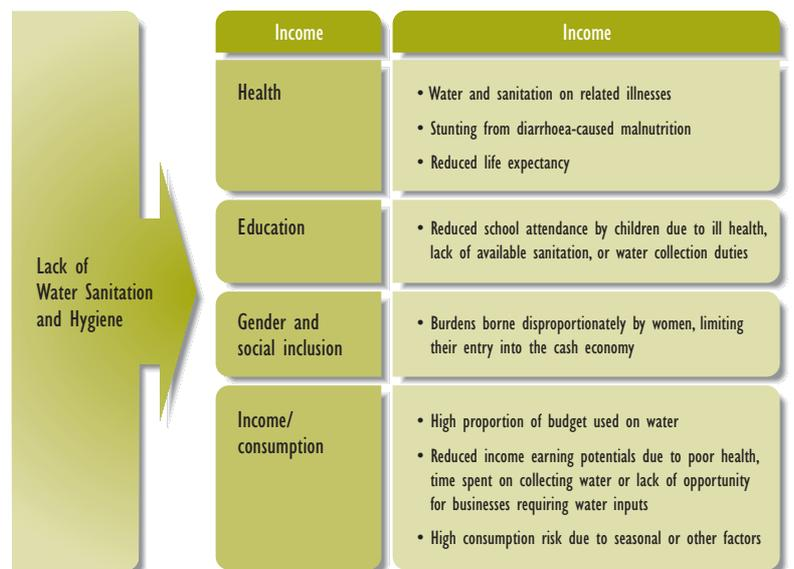 Income
Income
Lack of
Water Sanitation
and Hygiene
Health
• Water and sanitation on related illnesses
• Stunting from diarrhoea-caused malnutrition
• Reduced life expectancy
Education
• Reduced school attendance by children due to ill health,
lack of available sanitation, or water collection duties
Gender and
social inclusion
• Burdens borne disproportionately by women, limiting
their entry into the cash economy
Income/
consumption
• High proportion of budget used on water
• Reduced income earning potentials due to poor health,
time spent on collecting water or lack of opportunity
for businesses requiring water inputs
• High consumption risk due to seasonal or other factors